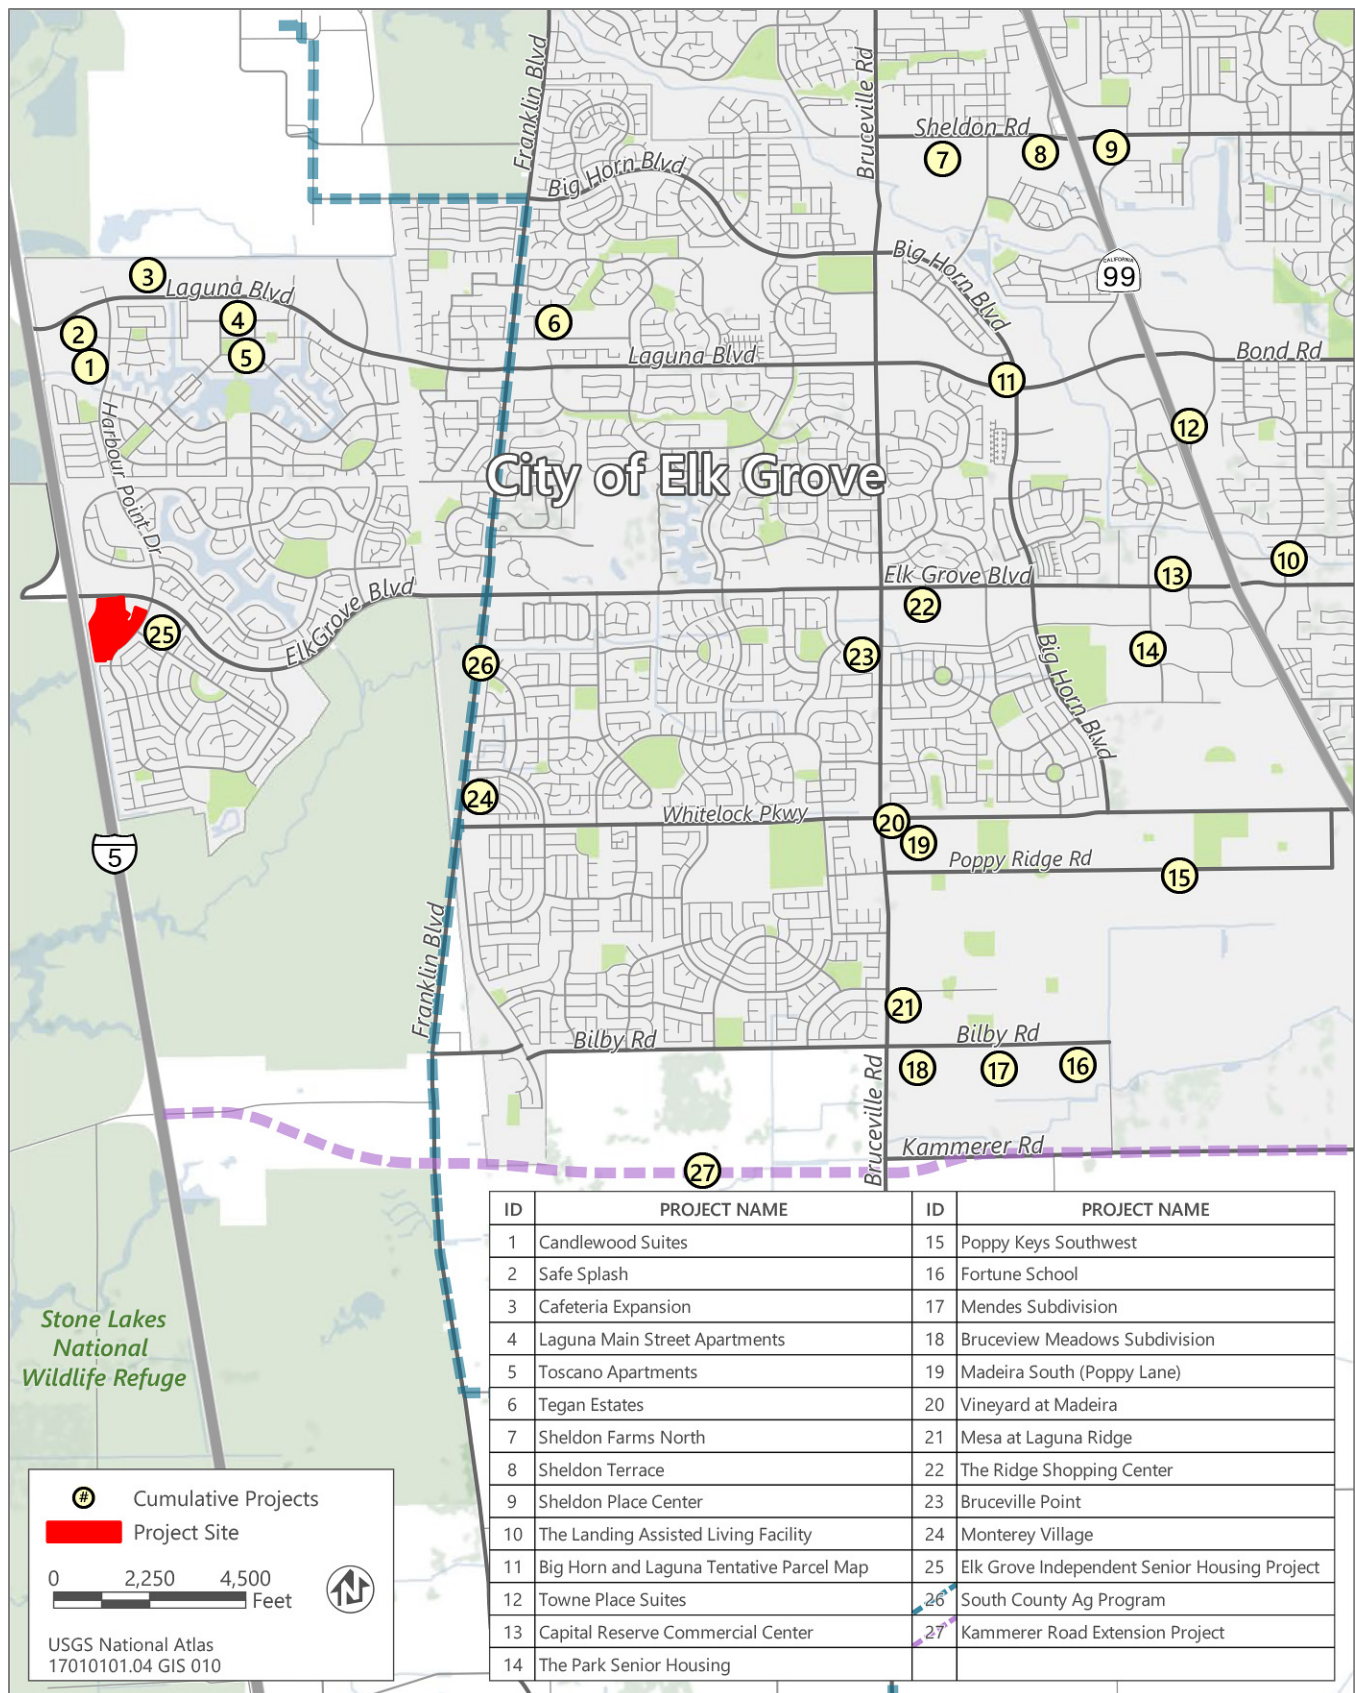 Franklin Blvd
Bruceville Rd
Sheldon Rd
7
8
9
Big Horn Blvd
Big Horn Blvd
CALIFORNIA
99
3
Laguna Blvd
4
2
5
1
6
Laguna Blvd
Bond Rd
11
12
Harbour Point Dr
City of Elk Grove
10
13
Elk Grove Blvd
22
Elk Grove Blvd
25
26
23
14
Big Horn Blvd
24
Whitelock Pkwy
20
19
Poppy Ridge Rd
15
5
Franklin Blvd
21
Bilby Rd
Bilby Rd
18
17
16
Bruceville Rd
Kammerer Rd
27
Stone Lakes
National
Wildlife Refuge
ID PROJECT NAME ID PROJECT NAME
1 Candlewood Suites 15 Poppy Keys Southwest
2 Safe Splash 16 Fortune School
3 Cafeteria Expansion 17 Mendes Subdivision
4 Laguna Main Street Apartments 18 Bruceview Meadows Subdivision
5 Toscano Apartments 19 Madeira South (Poppy Lane)
6 Tegan Estates 20 Vineyard at Madeira
7 Sheldon Farms North 21 Mesa at Laguna Ridge
8 Sheldon Terrace 22 The Ridge Shopping Center
9 Sheldon Place Center 23 Bruceville Point
10 The Landing Assisted Living Facility 24 Monterey Village
11 Big Horn and Laguna Tentative Parcel Map 25 Elk Grove Independent Senior Housing Project
12 Towne Place Suites 26 South County Ag Program
13 Capital Reserve Commercial Center 27 Kammerer Road Extension Project
14 The Park Senior Housing
# Cumulative Projects
Project Site
0 2,250 4,500
Feet
N
USGS National Atlas
17010101.04 GIS 010